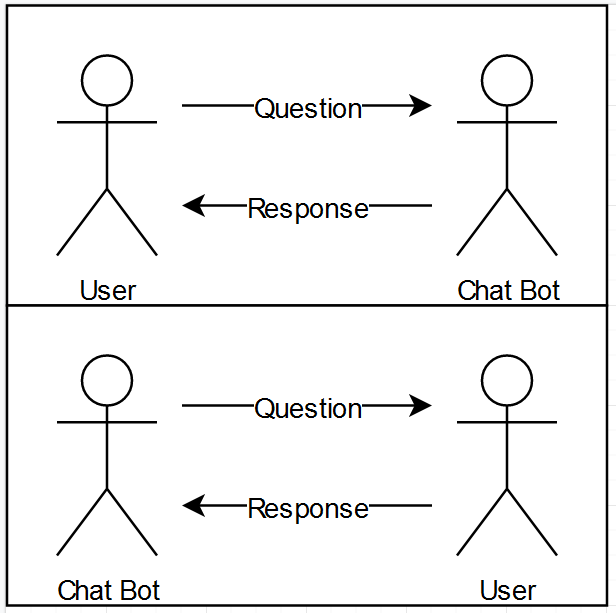 Question
Response
User
Chat Bot
Question
Response
Chat Bot
User